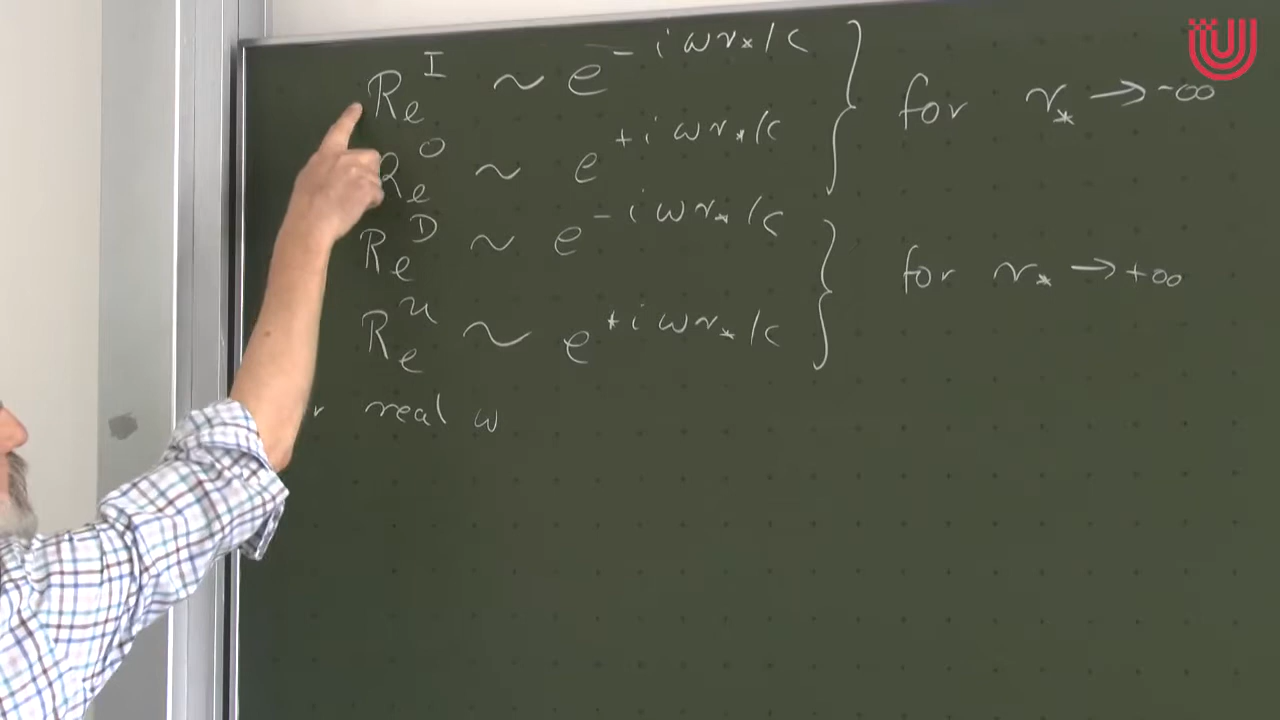 R_e^I ~ e^{-iωr_*/c} } for r_* → -∞
R_e^O ~ e^{+iωr_*/c}
R_e^D ~ e^{-iωr_*/c} } for r_* → +∞
R_e^U ~ e^{+iωr_*/c}
real ω